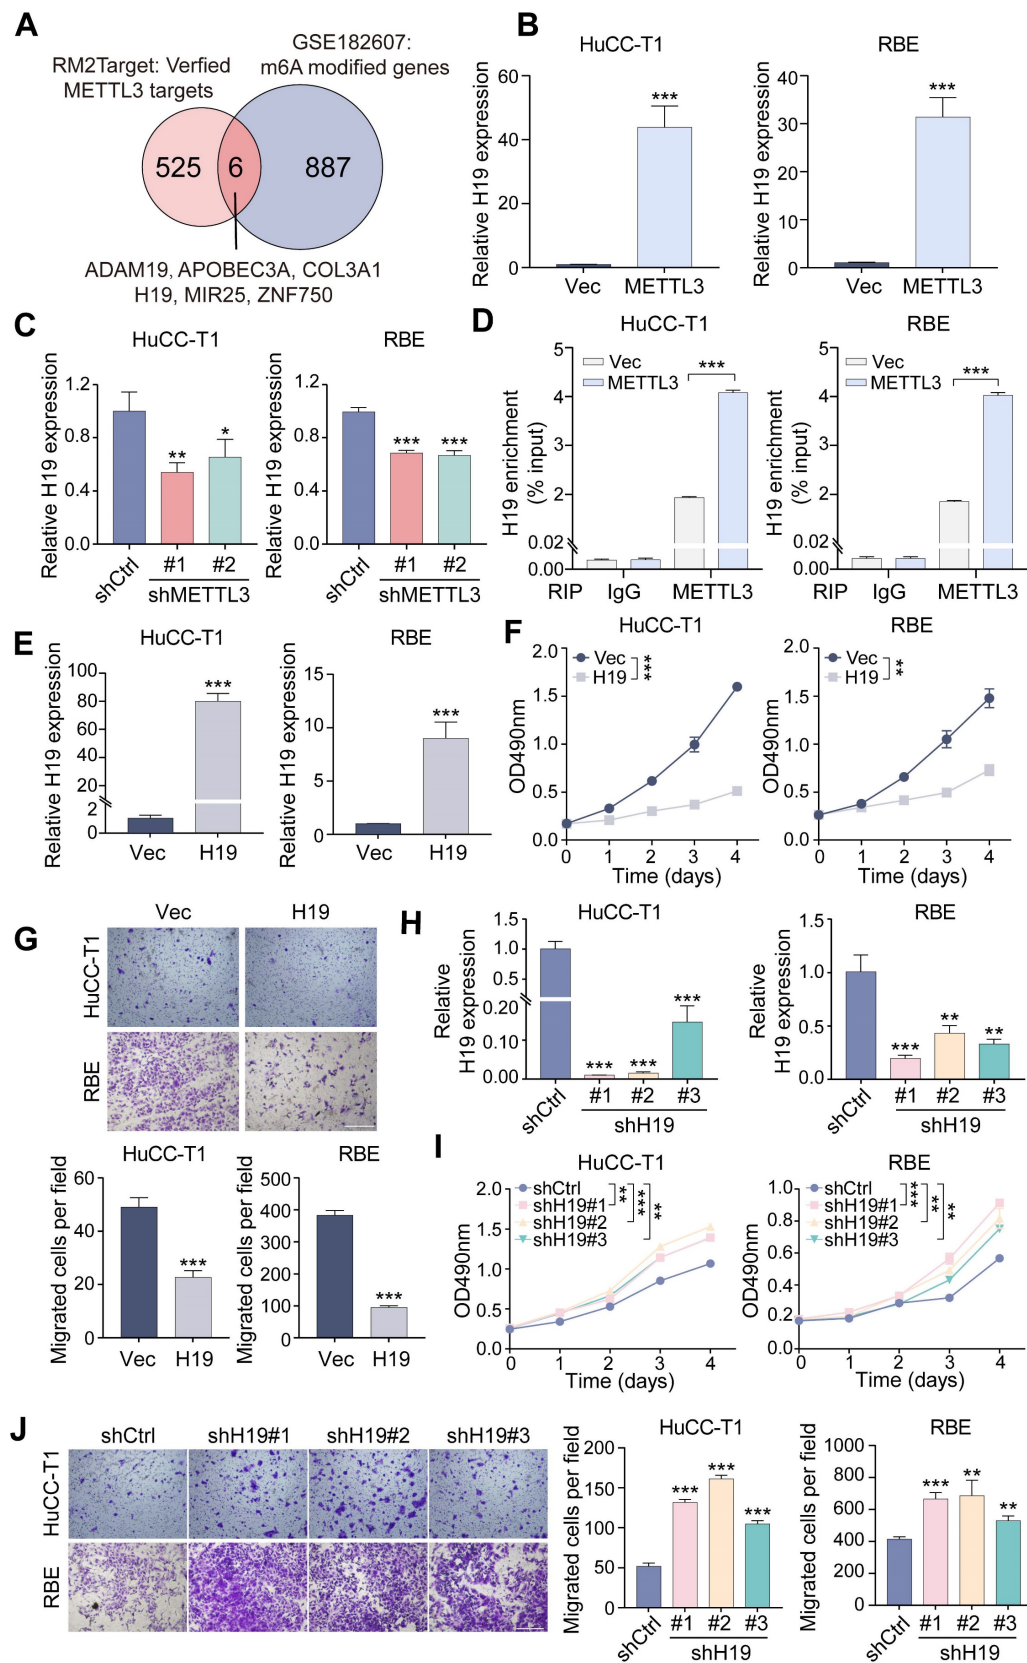 A
RM2Target: Verfied
METTL3 targets
GSE182607:
m6A modified genes
525 6 887
ADAM19, APOBEC3A, COL3A1
H19, MIR25, ZNF750
B
HuCC-T1
Relative H19 expression
60
40
20
0
***
Vec METTL3
RBE
Relative H19 expression
40
30
20
10
0
***
Vec METTL3
C
HuCC-T1
Relative H19 expression
1.2
0.8
0.4
0.0
** *
shCtrl #1 #2
shMETTL3
RBE
Relative H19 expression
1.2
0.8
0.4
0.0
*** ***
shCtrl #1 #2
shMETTL3
D
HuCC-T1
H19 enrichment
(% input)
5
4
3
2
0.02
0.00
Vec
METTL3
***
RIP IgG METTL3
RBE
H19 enrichment
(% input)
5
4
3
2
0.02
0.00
Vec
METTL3
***
RIP IgG METTL3
E
HuCC-T1
Relative H19 expression
100
80
60
40
20
2
0
***
Vec H19
RBE
Relative H19 expression
15
10
5
0
***
Vec H19
F
HuCC-T1
OD490nm
2.0
1.5
1.0
0.5
0.0
Vec
H19
***
0 1 2 3 4
Time (days)
RBE
OD490nm
2.0
1.5
1.0
0.5
0.0
Vec
H19
**
0 1 2 3 4
Time (days)
G
Vec H19
HuCC-T1
RBE
HuCC-T1
Migrated cells per field
60
40
20
0
***
Vec H19
RBE
Migrated cells per field
500
400
300
200
100
0
***
Vec H19
H
HuCC-T1
Relative
H19 expression
1.5
1.0
0.5
0.20
0.10
0.00
*** *** ***
shCtrl #1 #2 #3
shH19
RBE
Relative
H19 expression
1.5
1.0
0.5
0.0
*** ** **
shCtrl #1 #2 #3
shH19
I
HuCC-T1
OD490nm
2.0
1.5
1.0
0.5
0.0
shCtrl
shH19#1
shH19#2
shH19#3
** *** **
0 1 2 3 4
Time (days)
RBE
OD490nm
1.0
0.8
0.6
0.4
0.2
0.0
shCtrl
shH19#1
shH19#2
shH19#3
*** ** **
0 1 2 3 4
Time (days)
J
shCtrl shH19#1 shH19#2 shH19#3
HuCC-T1
RBE
HuCC-T1
Migrated cells per field
200
150
100
50
0
*** *** ***
shCtrl #1 #2 #3
shH19
RBE
Migrated cells per field
1000
800
600
400
200
0
*** ** **
shCtrl #1 #2 #3
shH19